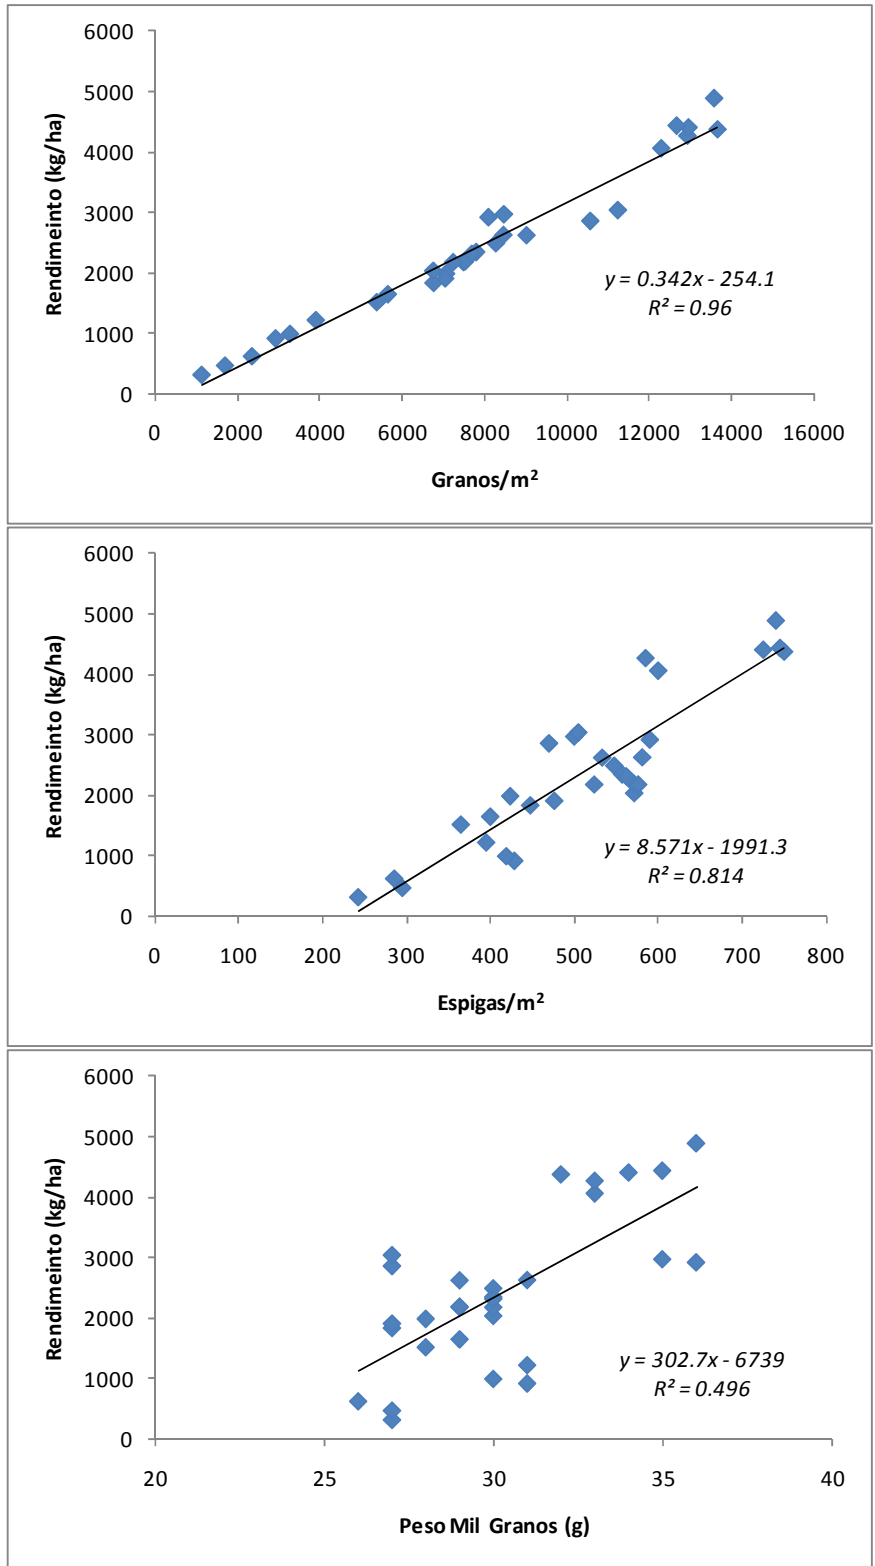 6000
5000
4000
3000
2000
1000
0
Rendimeinto (kg/ha)
y = 0.342x - 254.1
R² = 0.96
0 2000 4000 6000 8000 10000 12000 14000 16000
Granos/m²
6000
5000
4000
3000
2000
1000
0
Rendimeinto (kg/ha)
y = 8.571x - 1991.3
R² = 0.814
0 100 200 300 400 500 600 700 800
Espigas/m²
6000
5000
4000
3000
2000
1000
0
Rendimeinto (kg/ha)
y = 302.7x - 6739
R² = 0.496
20 25 30 35 40
Peso Mil Granos (g)